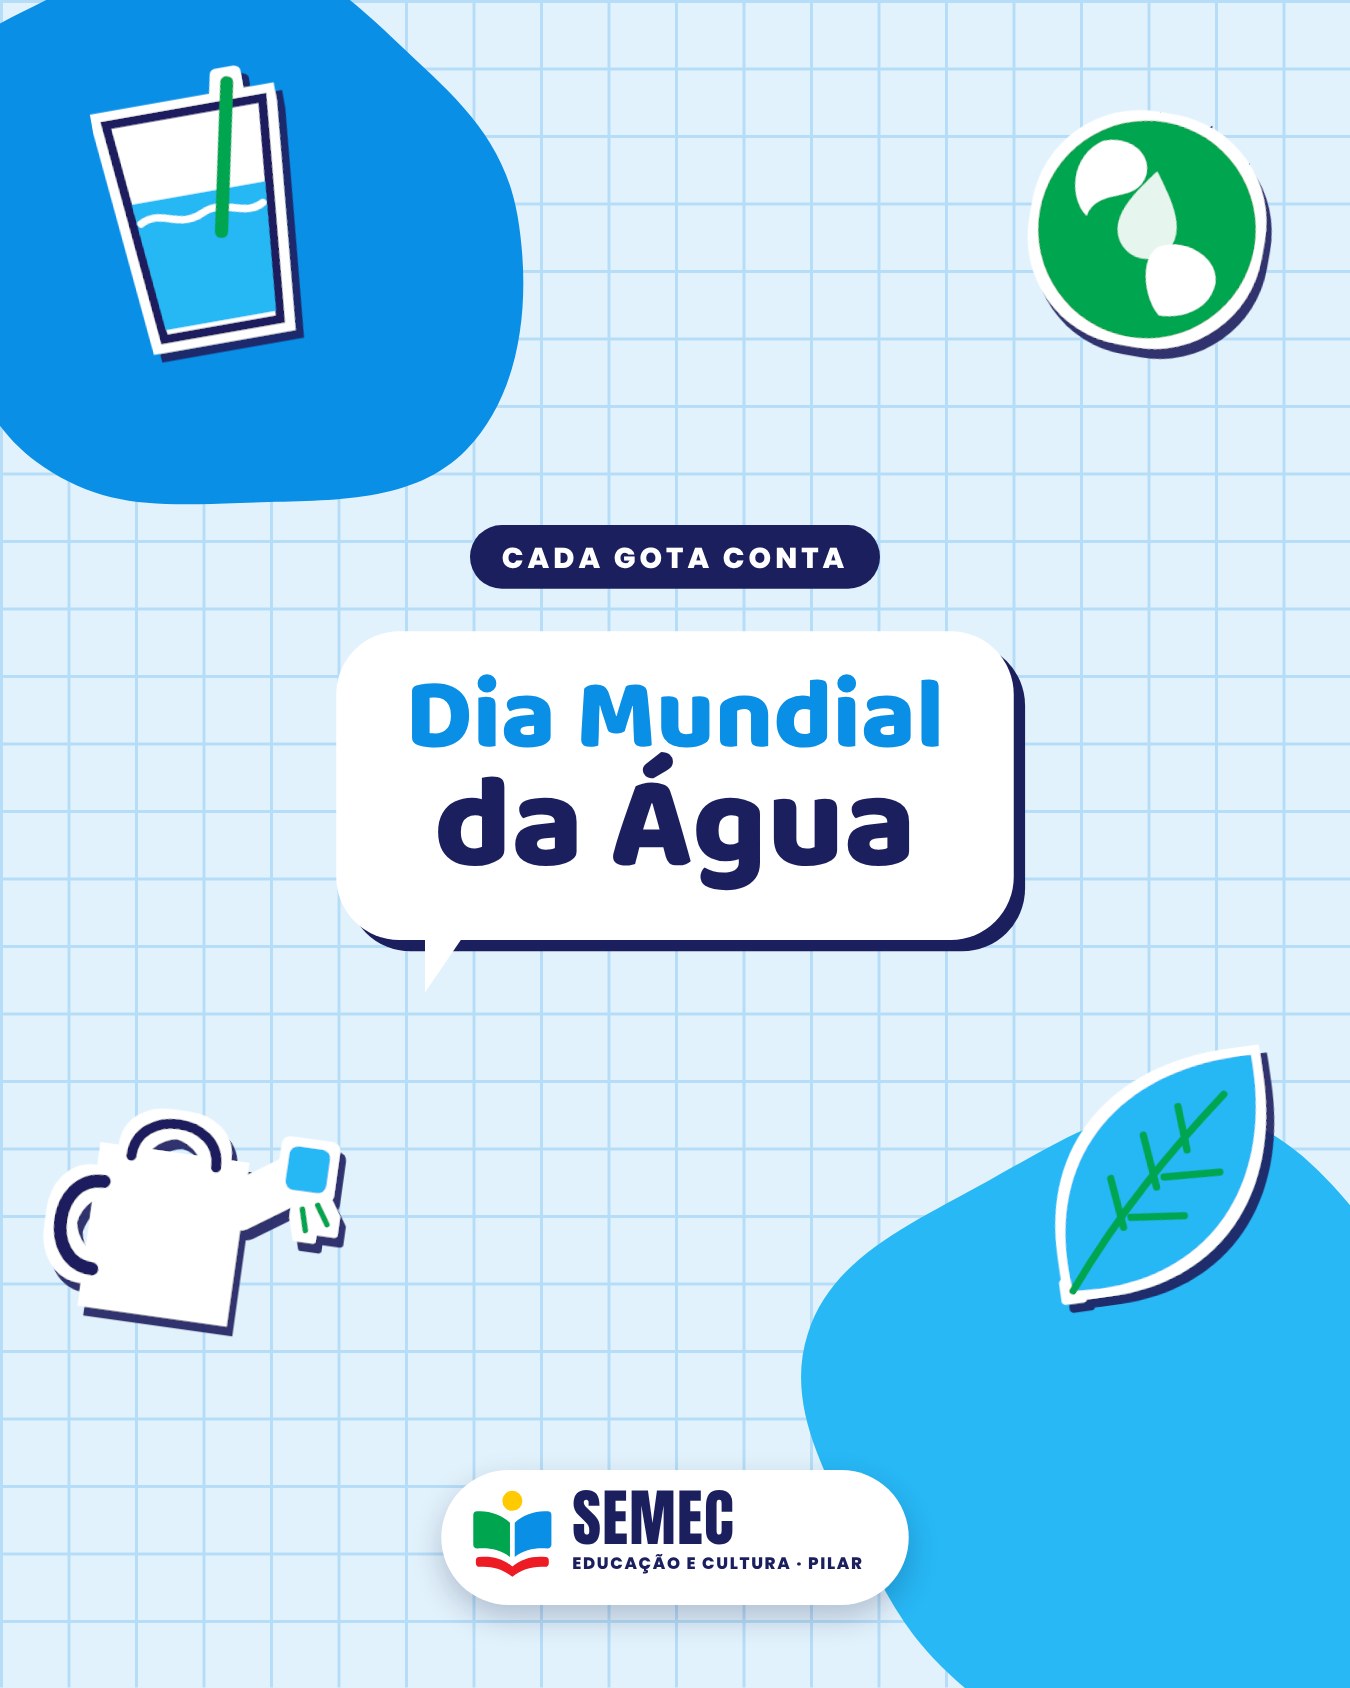 CADA GOTA CONTA
Dia Mundial
da Água
SEMEC
EDUCAÇÃO E CULTURA · PILAR